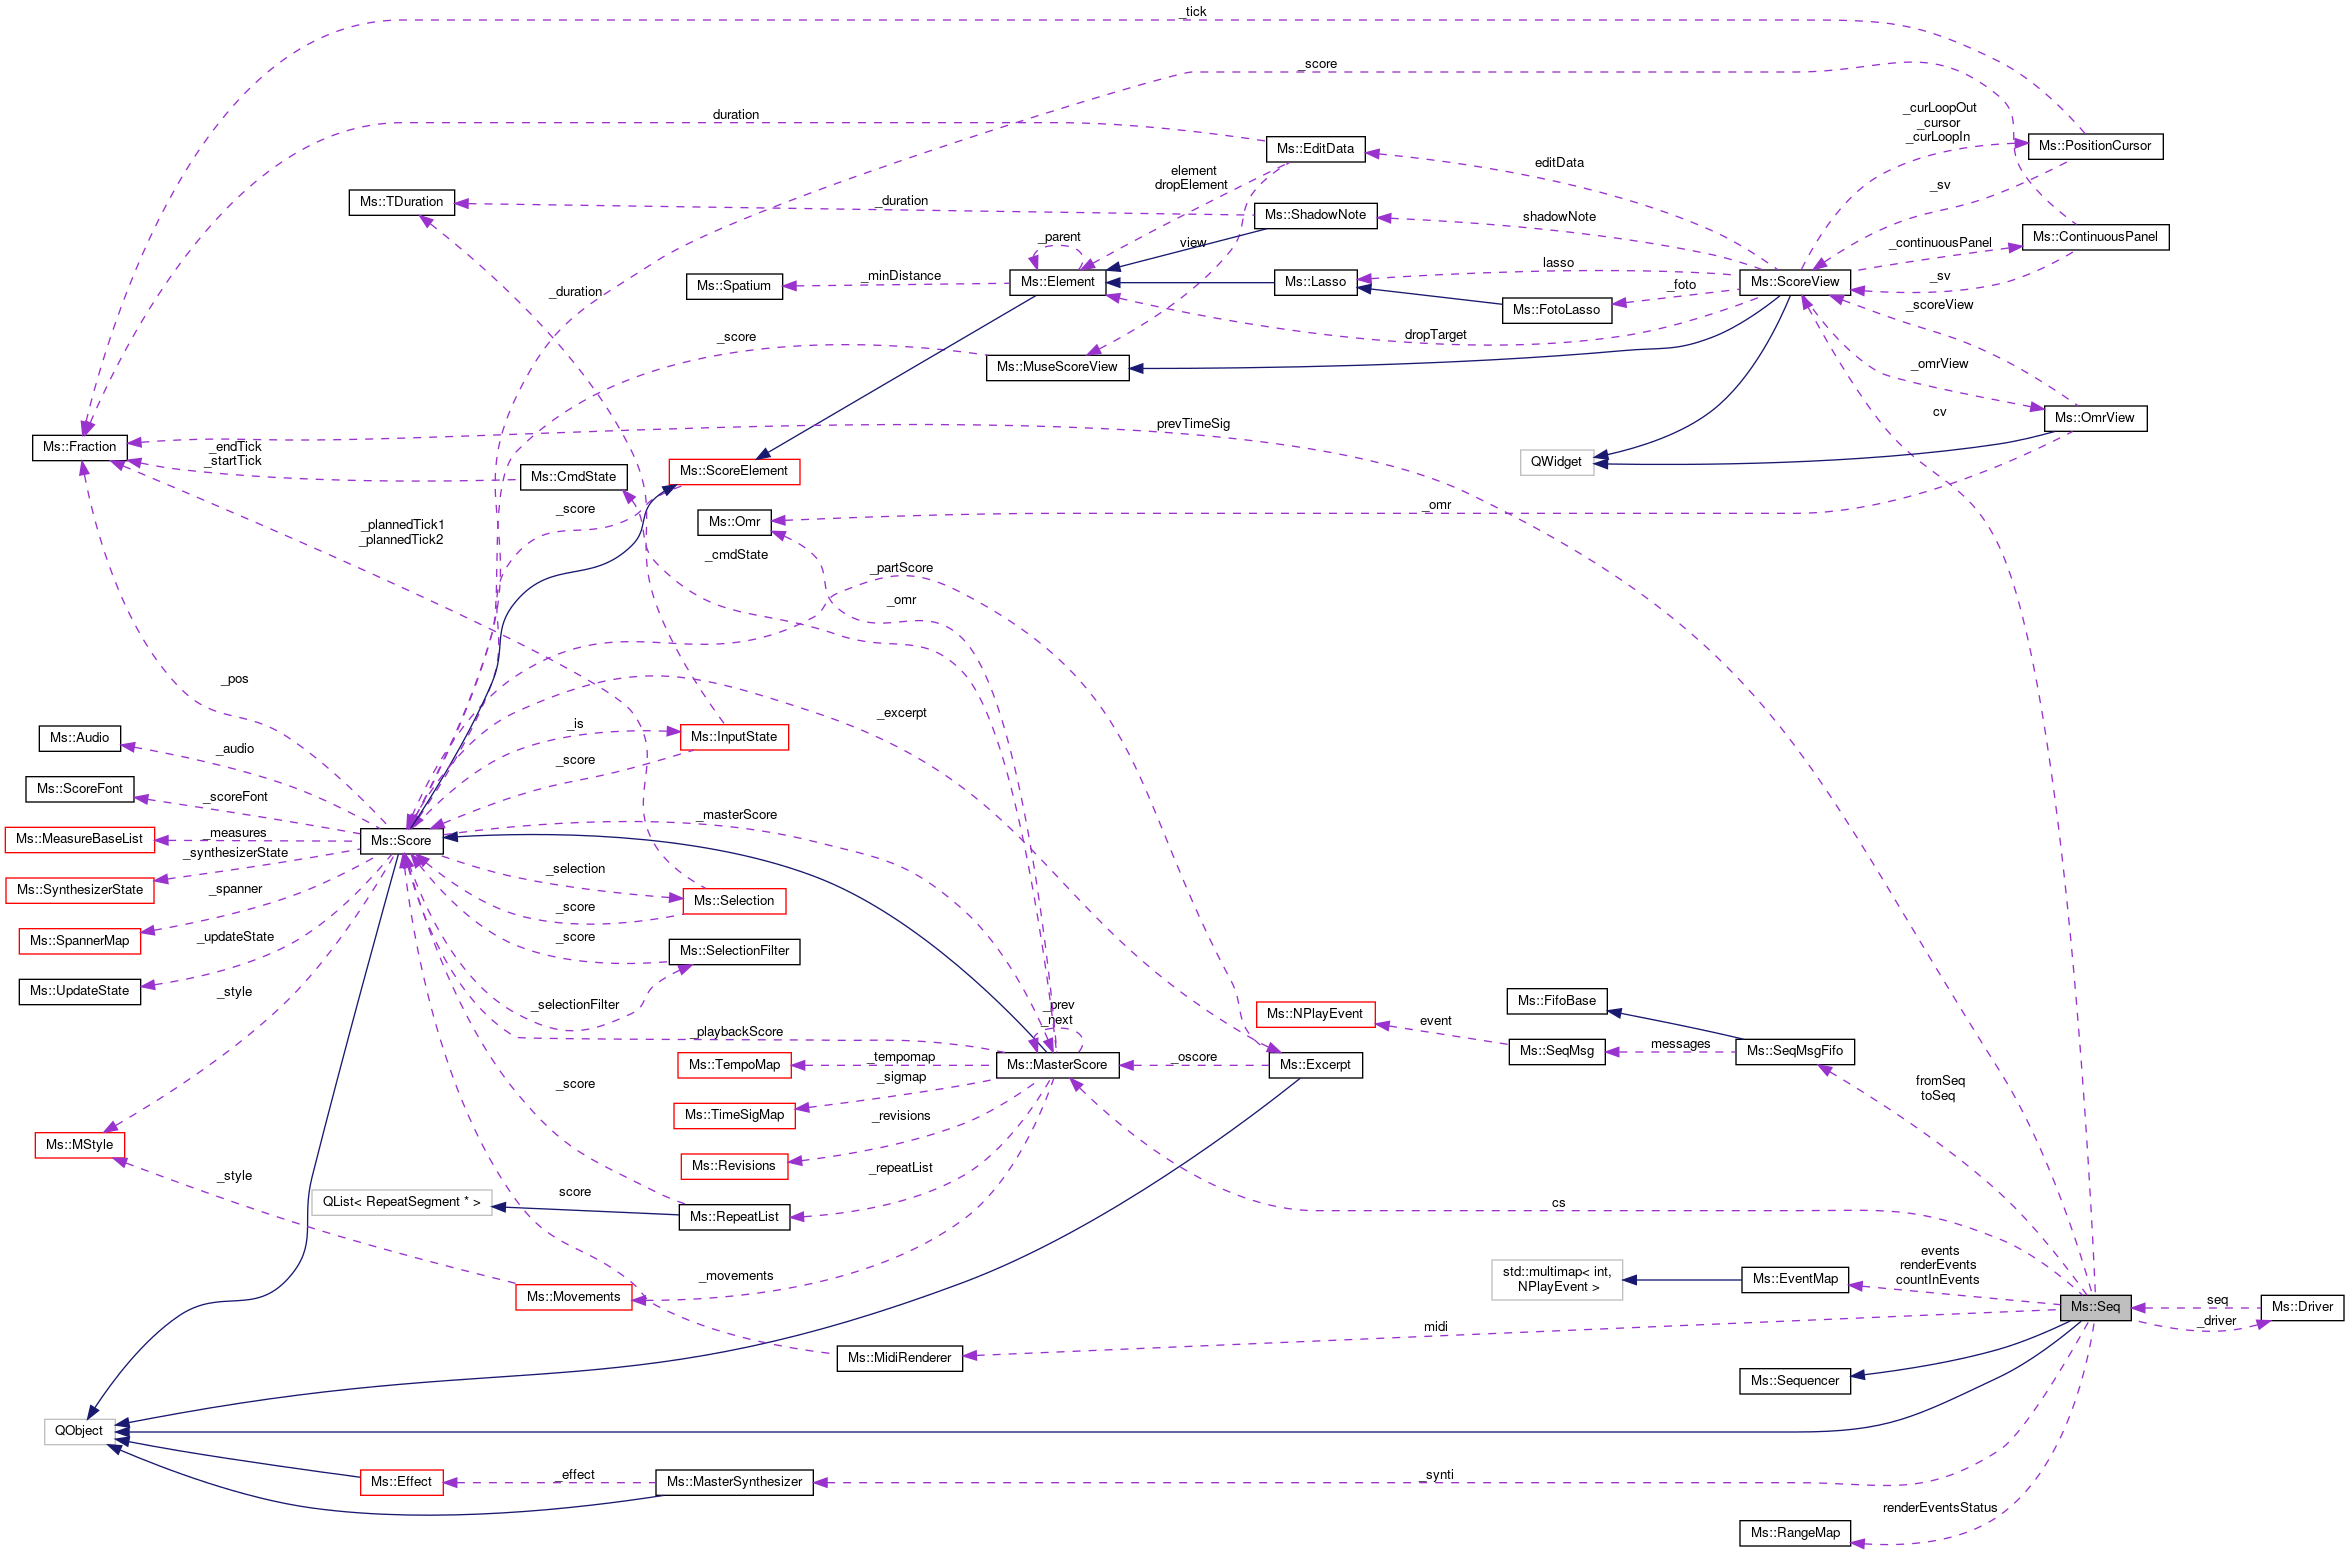 _tick
_score
_curLoopOut
_cursor
_curLoopIn
duration
Ms::EditData
editData
Ms::PositionCursor
element
dropElement
_sv
Ms::TDuration
_duration
Ms::ShadowNote
shadowNote
_parent
view
_continuousPanel
Ms::ContinuousPanel
_minDistance
lasso
_sv
Ms::Spatium
Ms::Element
Ms::Lasso
_foto
Ms::ScoreView
_duration
_scoreView
Ms::FotoLasso
_score
dropTarget
Ms::MuseScoreView
_omrView
cv
Ms::OmrView
_prevTimeSig
Ms::Fraction
_endTick
_startTick
QWidget
Ms::CmdState
Ms::ScoreElement
_score
_omr
_plannedTick1
_plannedTick2
Ms::Omr
_cmdState
_partScore
_omr
_pos
_excerpt
_is
Ms::Audio
Ms::InputState
_audio
_score
Ms::ScoreFont
_scoreFont
_masterScore
_measures
Ms::MeasureBaseList
Ms::Score
_synthesizerState
_selection
Ms::SynthesizerState
_spanner
Ms::Selection
_score
Ms::SpannerMap
_updateState
_score
Ms::SelectionFilter
Ms::UpdateState
_style
_selectionFilter
_prev
_next
Ms::FifoBase
Ms::NPlayEvent
event
_playbackScore
messages
_tempomap
_oscore
Ms::SeqMsg
Ms::SeqMsgFifo
Ms::TempoMap
Ms::MasterScore
Ms::Excerpt
_score
_sigmap
fromSeq
toSeq
Ms::TimeSigMap
_revisions
Ms::MStyle
_repeatList
Ms::Revisions
_style
score
QList< RepeatSegment * >
cs
Ms::RepeatList
_movements
events
renderEvents
countInEvents
std::multimap< int,
NPlayEvent >
Ms::EventMap
Ms::Movements
seq
Ms::Seq
Ms::Driver
_driver
midi
Ms::MidiRenderer
Ms::Sequencer
QObject
_effect
_synti
Ms::Effect
Ms::MasterSynthesizer
renderEventsStatus
Ms::RangeMap